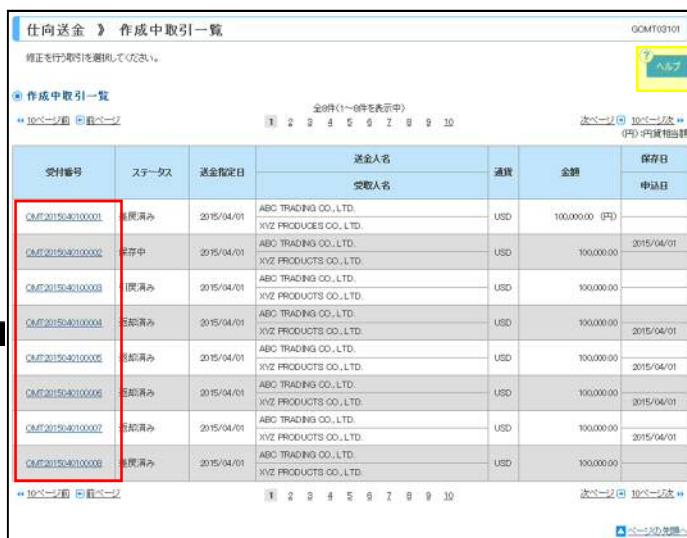 仕向送金 》 作成中取引一覧
GOMT03101
修正を行う取引を選択してください。
? ヘルプ
作成中取引一覧
全8件(1～8件を表示中)
10ページ前 前ページ 1 2 3 4 5 6 7 8 9 10 次ページ 10ページ次
(円):円貨相当額
受付番号 ステータス 送金指定日 送金人名 通貨 金額 保存日
受取人名 申込日
OMT2015040100001 差戻済み 2015/04/01 ABC TRADING CO.,LTD. USD 100,000.00 (円)
XYZ PRODUCES CO.,LTD.
OMT2015040100002 保存中 2015/04/01 ABC TRADING CO.,LTD. USD 100,000.00 2015/04/01
XYZ PRODUCTS CO.,LTD.
OMT2015040100003 引戻済み 2015/04/01 ABC TRADING CO.,LTD. USD 100,000.00
XYZ PRODUCTS CO.,LTD.
OMT2015040100004 返却済み 2015/04/01 ABC TRADING CO.,LTD. USD 100,000.00
XYZ PRODUCTS CO.,LTD. 2015/04/01
OMT2015040100005 返却済み 2015/04/01 ABC TRADING CO.,LTD. USD 100,000.00
XYZ PRODUCTS CO.,LTD. 2015/04/01
OMT2015040100006 返却済み 2015/04/01 ABC TRADING CO.,LTD. USD 100,000.00
XYZ PRODUCTS CO.,LTD. 2015/04/01
OMT2015040100007 返却済み 2015/04/01 ABC TRADING CO.,LTD. USD 100,000.00
XYZ PRODUCTS CO.,LTD. 2015/04/01
OMT2015040100008 差戻済み 2015/04/01 ABC TRADING CO.,LTD. USD 100,000.00
XYZ PRODUCTS CO.,LTD.
10ページ前 前ページ 1 2 3 4 5 6 7 8 9 10 次ページ 10ページ次
ページの先頭へ